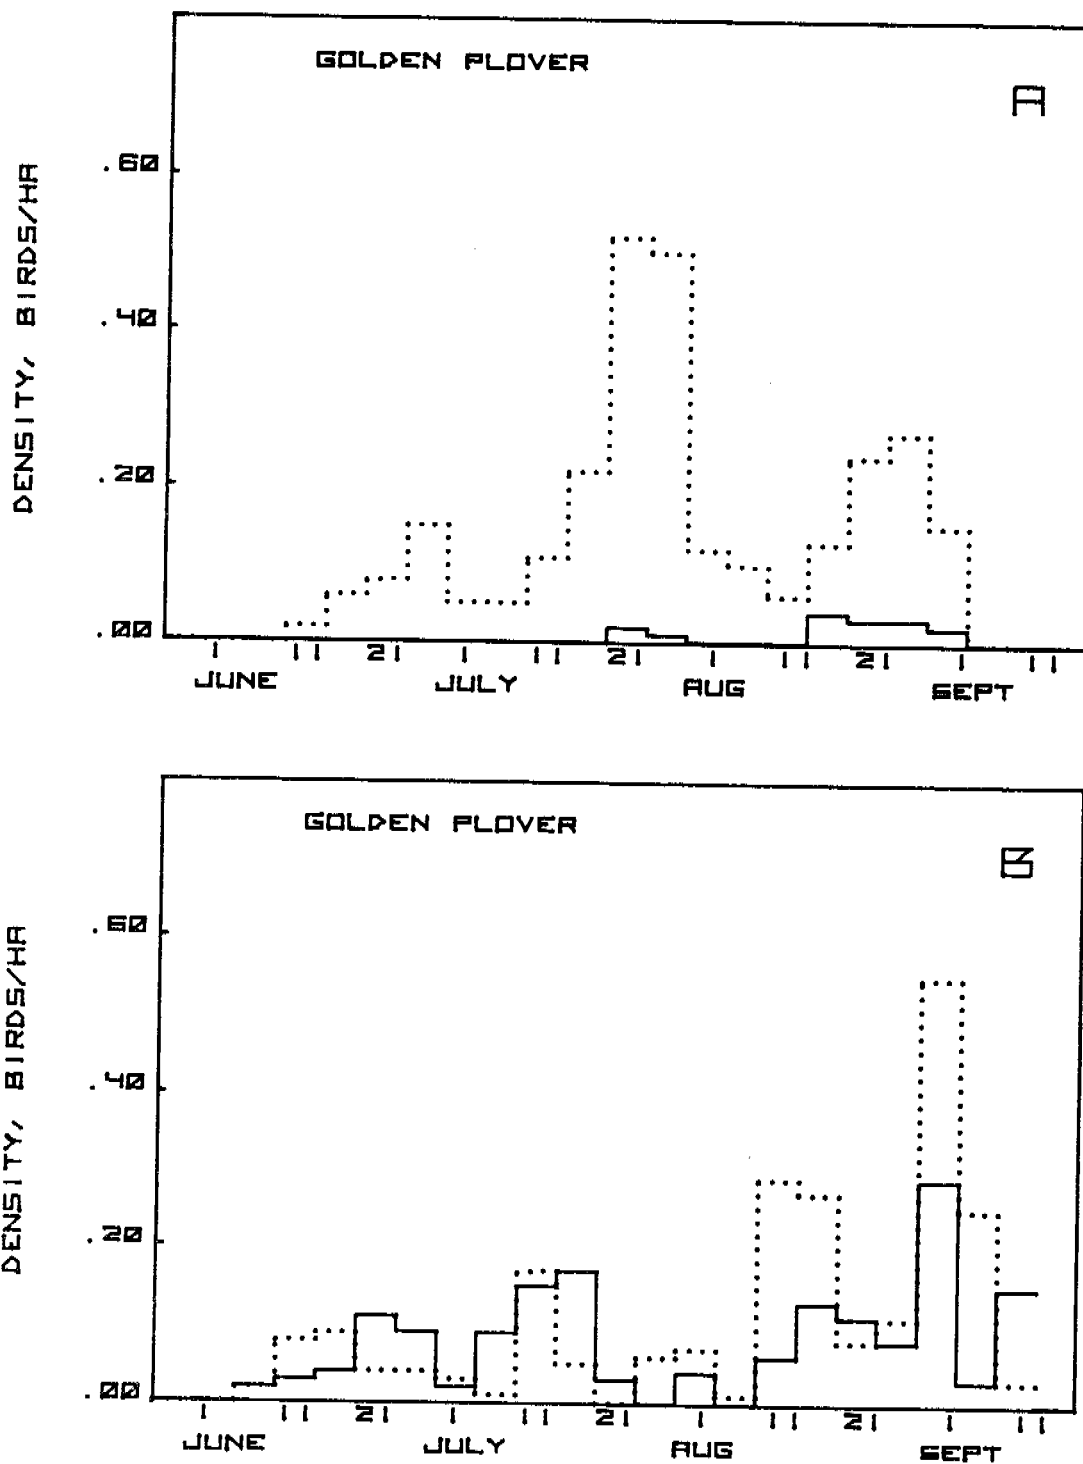 GOLDEN PLOVER
A
.60
.40
.20
.00
DENSITY, BIRDS/HA
1 11 21 1 11 21 1 11 21 1 11
JUNE JULY AUG SEPT
GOLDEN PLOVER
B
.60
.40
.20
.00
DENSITY, BIRDS/HA
1 11 21 1 11 21 1 11 21 1 11
JUNE JULY AUG SEPT